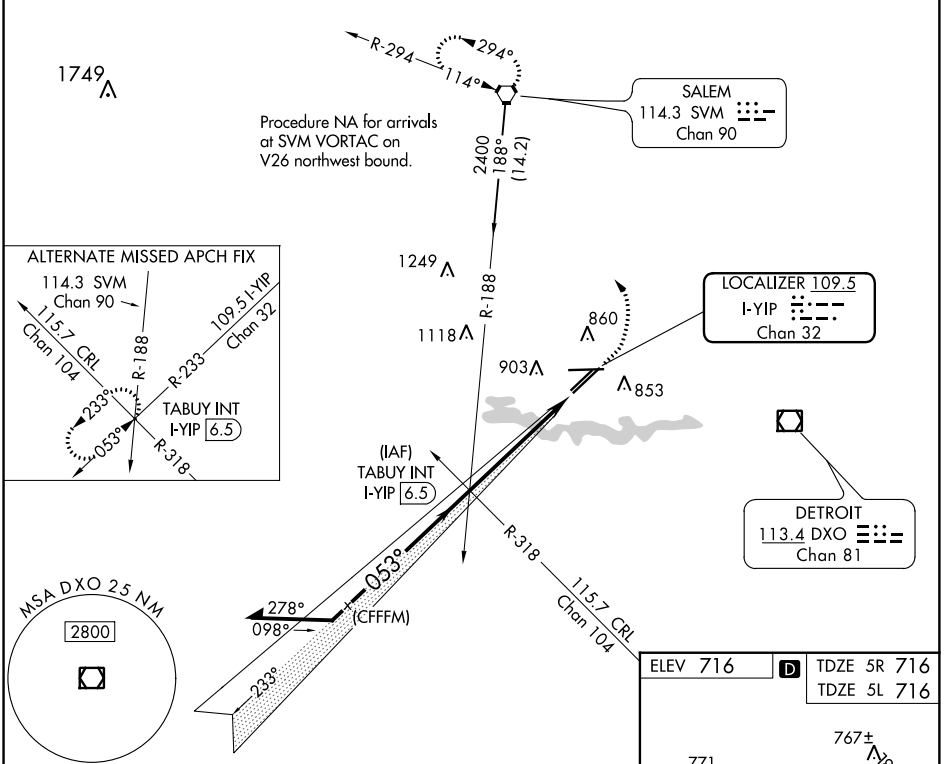 R-294
294°
114°
1749
SALEM
114.3 SVM
Chan 90
Procedure NA for arrivals
at SVM VORTAC on
V26 northwest bound.
2400
188°
(14.2)
ALTERNATE MISSED APCH FIX
114.3 SVM
Chan 90
115.7 CRL
Chan 104
R-188
109.5 I-YIP
Chan 32
R-233
233°
053°
TABUY INT
I-YIP 6.5
R-318
1249
R-188
1118
903
860
853
LOCALIZER 109.5
I-YIP
Chan 32
(IAF)
TABUY INT
I-YIP 6.5
DETROIT
113.4 DXO
Chan 81
R-318
115.7 CRL
Chan 104
053°
278°
098°
(CFFFM)
233°
MSA DXO 25 NM
2800
ELEV 716
D
TDZE 5R 716
TDZE 5L 716
767±
771